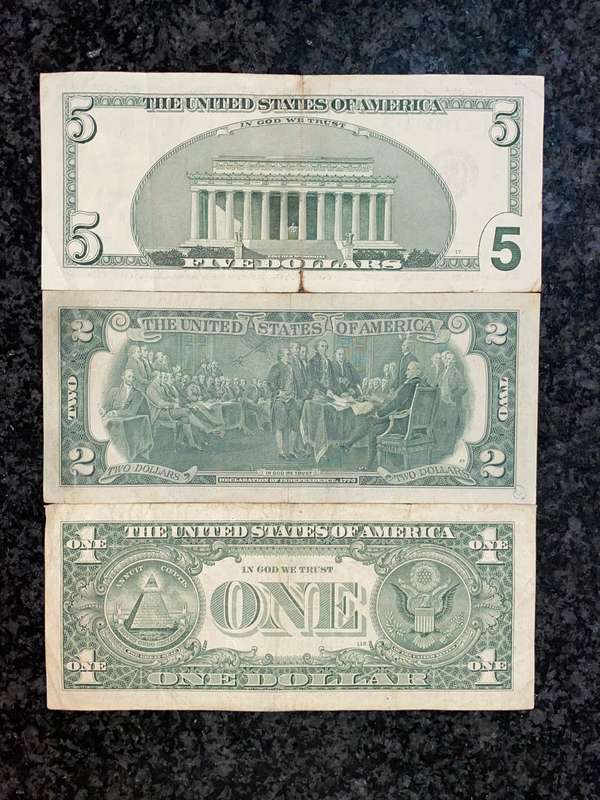 5 THE UNITED STATES OF AMERICA 5
IN GOD WE TRUST
5 FIVE DOLLARS 5
2 THE UNITED STATES OF AMERICA 2
TWO TWO
2 TWO DOLLARS IN GOD WE TRUST TWO DOLLARS 2
DECLARATION OF INDEPENDENCE, 1776
THE UNITED STATES OF AMERICA
ONE ONE
IN GOD WE TRUST
ANNUIT CŒPTIS
ONE
ONE ONE
ONE DOLLAR